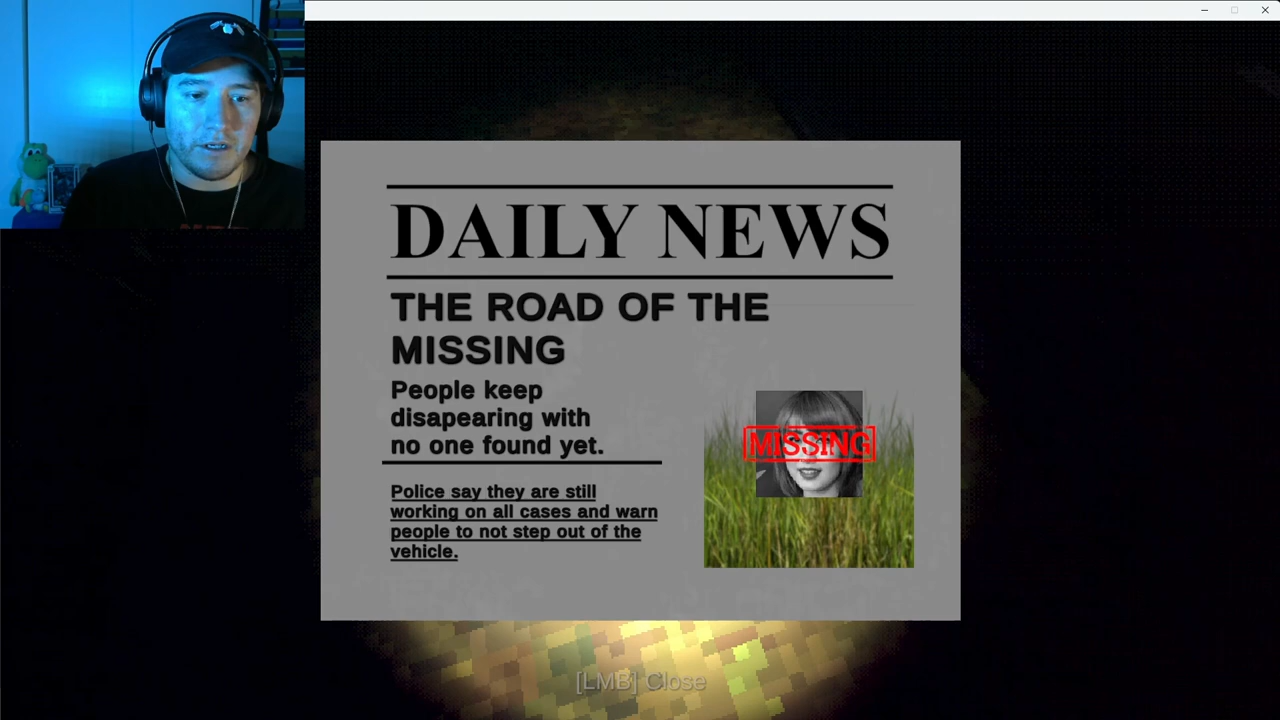 DAILY NEWS
THE ROAD OF THE
MISSING
People keep
disapearing with
no one found yet.
MISSING
Police say they are still
working on all cases and warn
people to not step out of the
vehicle.
[LMB] Close